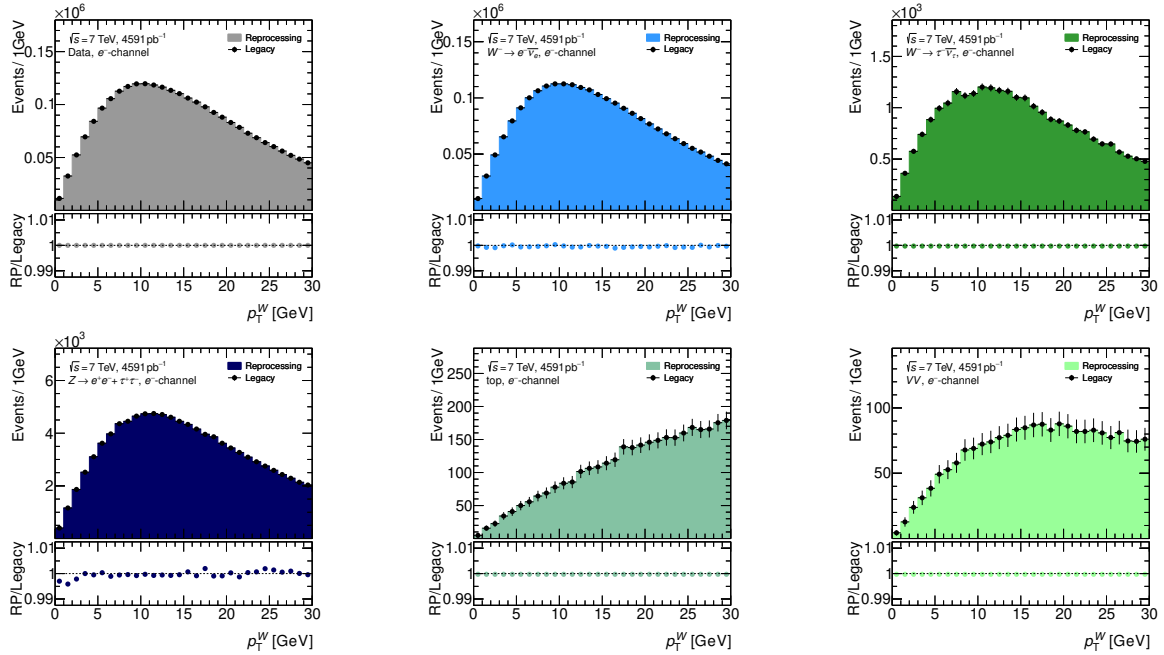 ×10⁶
Events / 1GeV
0.15
0.1
0.05
√s = 7 TeV, 4591 pb⁻¹
Data, e⁻-channel
Reprocessing
Legacy
RP/Legacy
1.01
1
0.99
0 5 10 15 20 25 30
p_T^W [GeV]
×10⁶
Events / 1GeV
0.15
0.1
0.05
√s = 7 TeV, 4591 pb⁻¹
W⁻→ e⁻ν̅ₑ, e⁻-channel
Reprocessing
Legacy
RP/Legacy
1.01
1
0.99
0 5 10 15 20 25 30
p_T^W [GeV]
×10³
Events / 1GeV
1.5
1
0.5
√s = 7 TeV, 4591 pb⁻¹
W⁻→ τ⁻ν̅_τ, e⁻-channel
Reprocessing
Legacy
RP/Legacy
1.01
1
0.99
0 5 10 15 20 25 30
p_T^W [GeV]
×10³
Events / 1GeV
6
4
2
√s = 7 TeV, 4591 pb⁻¹
Z → e⁺e⁻+ τ⁺τ⁻, e⁻-channel
Reprocessing
Legacy
RP/Legacy
1.01
1
0.99
0 5 10 15 20 25 30
p_T^W [GeV]
Events / 1GeV
250
200
150
100
50
√s = 7 TeV, 4591 pb⁻¹
top, e⁻-channel
Reprocessing
Legacy
RP/Legacy
1.01
1
0.99
0 5 10 15 20 25 30
p_T^W [GeV]
Events / 1GeV
100
50
√s = 7 TeV, 4591 pb⁻¹
VV, e⁻-channel
Reprocessing
Legacy
RP/Legacy
1.01
1
0.99
0 5 10 15 20 25 30
p_T^W [GeV]